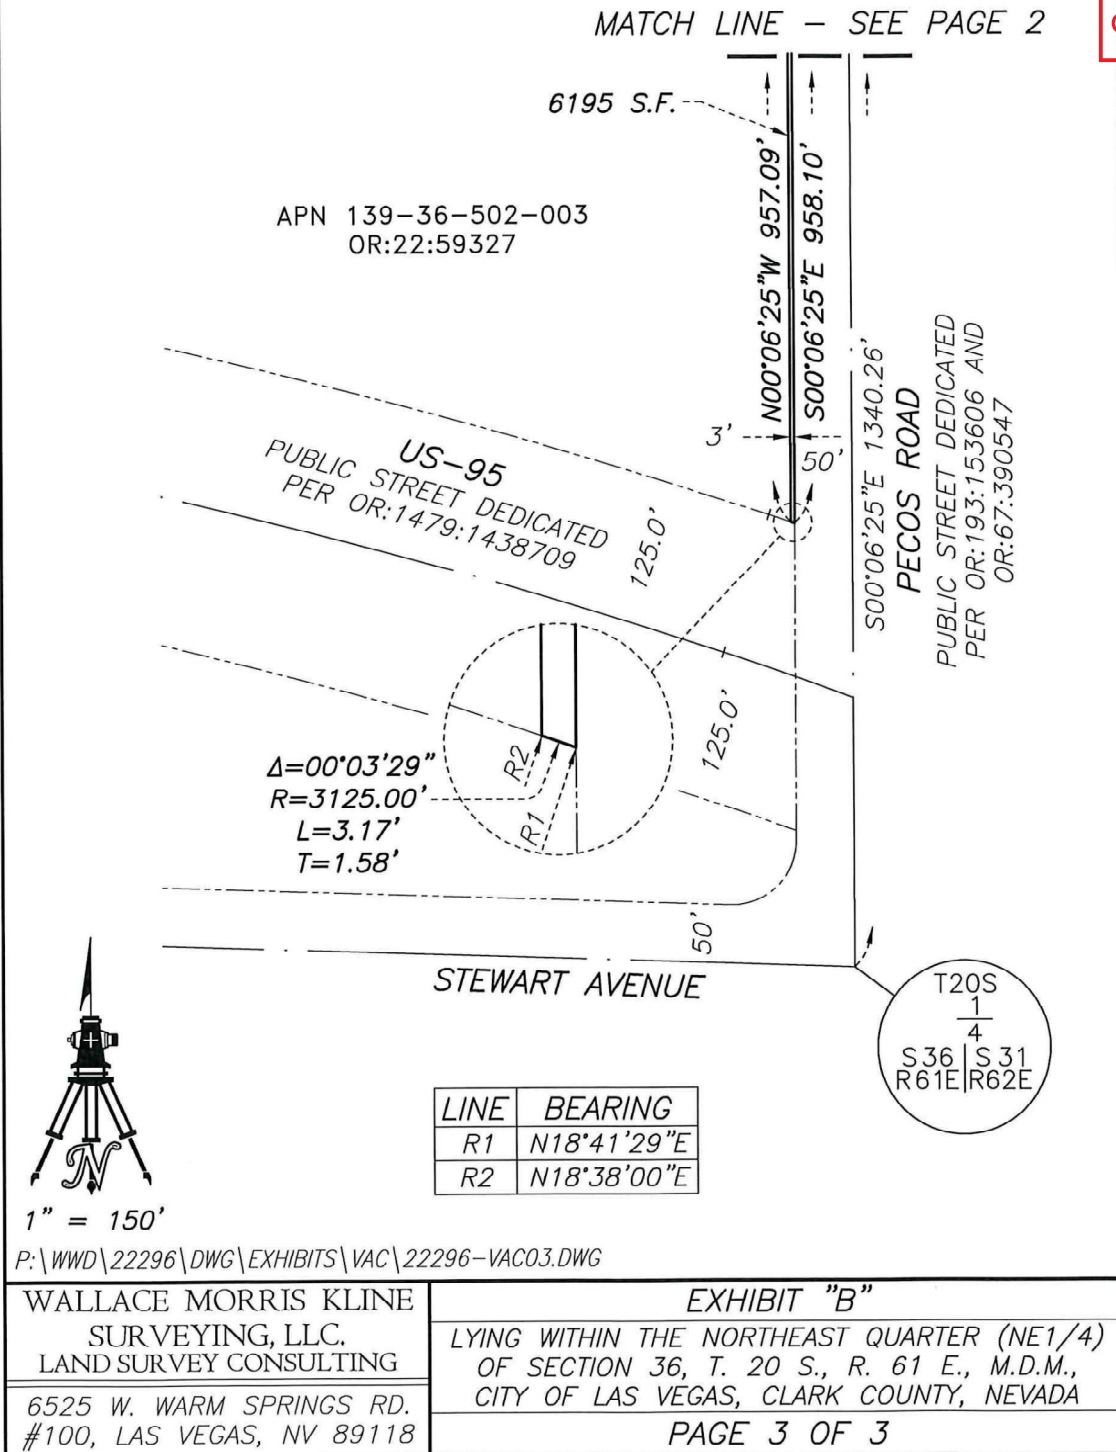 MATCH LINE – SEE PAGE 2
6195 S.F.
APN 139–36–502–003
OR:22:59327
N00°06'25"W 957.09'
S00°06'25"E 958.10'
3'
50'
S00°06'25"E 1340.26'
PECOS ROAD
PUBLIC STREET DEDICATED
PER OR:193:153606 AND
OR:67:390547
US–95
PUBLIC STREET DEDICATED
PER OR:1479:1438709
125.0'
125.0'
R2
R1
Δ=00°03'29"
R=3125.00'
L=3.17'
T=1.58'
50'
STEWART AVENUE
T20S
1
4
S36 S31
R61E R62E
LINE BEARING
R1 N18°41'29"E
R2 N18°38'00"E
N
1" = 150'
P:\WWD\22296\DWG\EXHIBITS\VAC\22296–VAC03.DWG
WALLACE MORRIS KLINE
SURVEYING, LLC.
LAND SURVEY CONSULTING
6525 W. WARM SPRINGS RD.
#100, LAS VEGAS, NV 89118
EXHIBIT "B"
LYING WITHIN THE NORTHEAST QUARTER (NE1/4)
OF SECTION 36, T. 20 S., R. 61 E., M.D.M.,
CITY OF LAS VEGAS, CLARK COUNTY, NEVADA
PAGE 3 OF 3